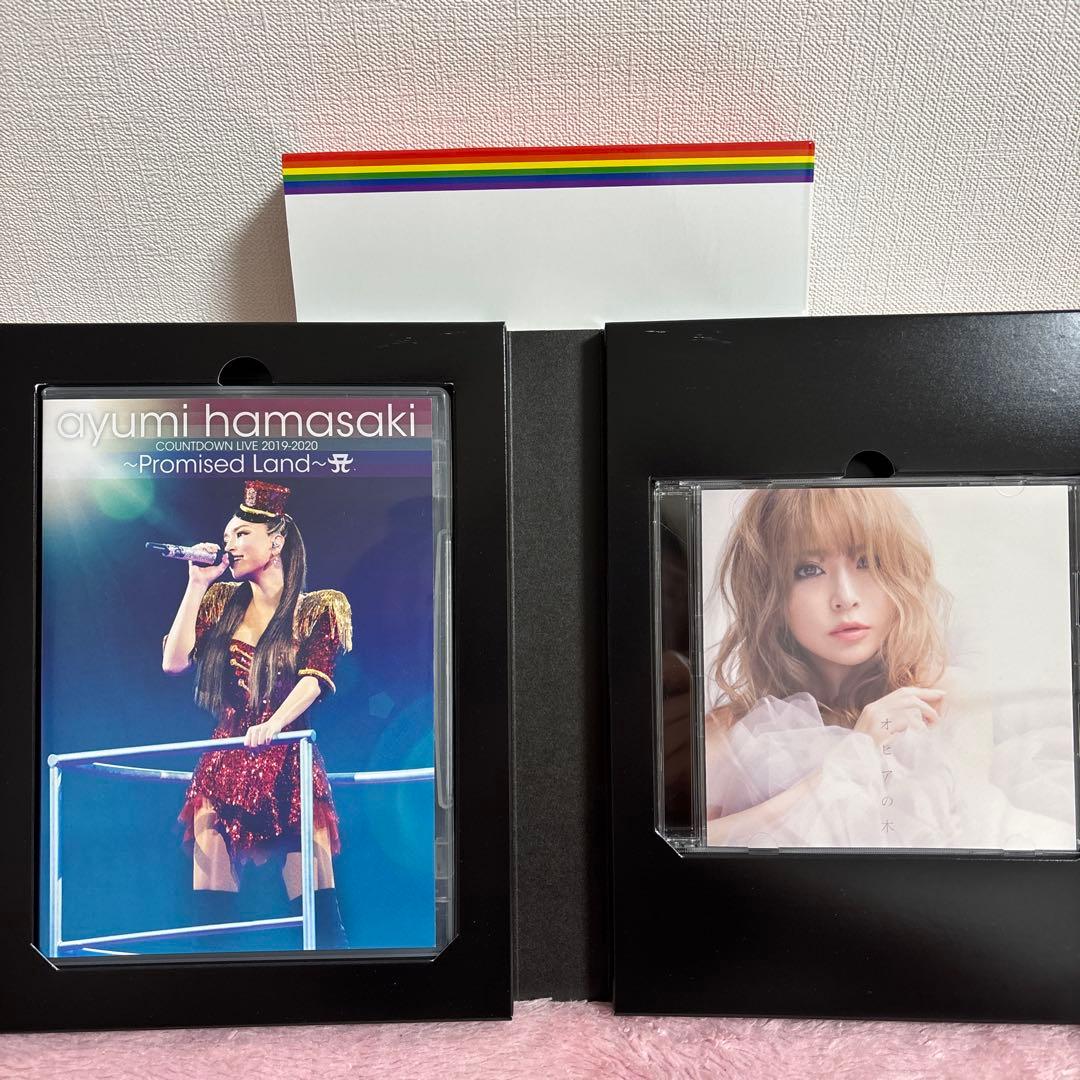 ayumi hamasaki
COUNTDOWN LIVE 2019-2020
~Promised Land~ A
オヒアの木